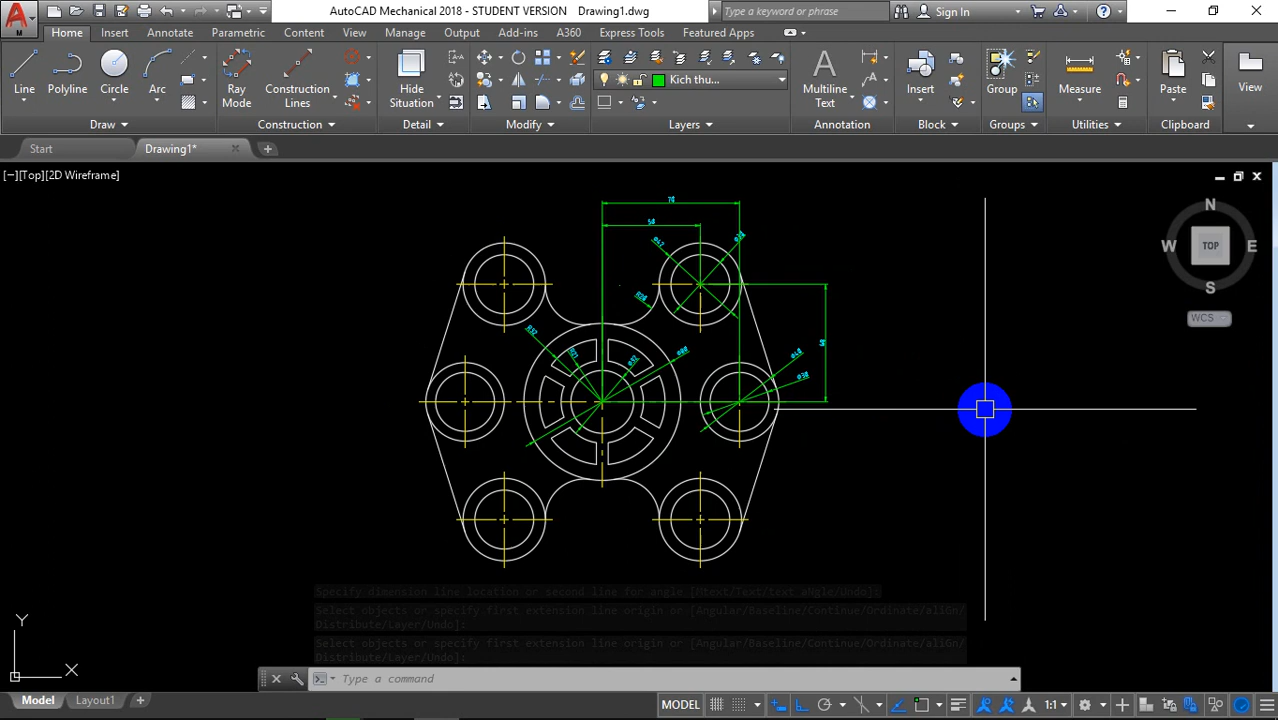 AutoCAD Mechanical 2018 - STUDENT VERSION Drawing1.dwg
Type a keyword or phrase
Sign In
M
Home Insert Annotate Parametric Content View Manage Output Add-ins A360 Express Tools Featured Apps
Line Polyline Circle Arc
Ray Mode
Construction Lines
Hide Situation
Kich thu...
Multiline Text
Insert
Group
Measure
Paste
View
Draw Construction Detail Modify Layers Annotation Block Groups Utilities Clipboard
Start Drawing1*
[−][Top][2D Wireframe]
N
W TOP E
S
WCS
Y
X
Specify dimension line location or second line for angle [Mtext/Text/text aNgle/Undo]:
Select objects or specify first extension line origin or [Angular/Baseline/Continue/Ordinate/aliGn/
Distribute/Layer/Undo]:
Select objects or specify first extension line origin or [Angular/Baseline/Continue/Ordinate/aliGn/
Distribute/Layer/Undo]:
Type a command
Model Layout1
MODEL
1:1